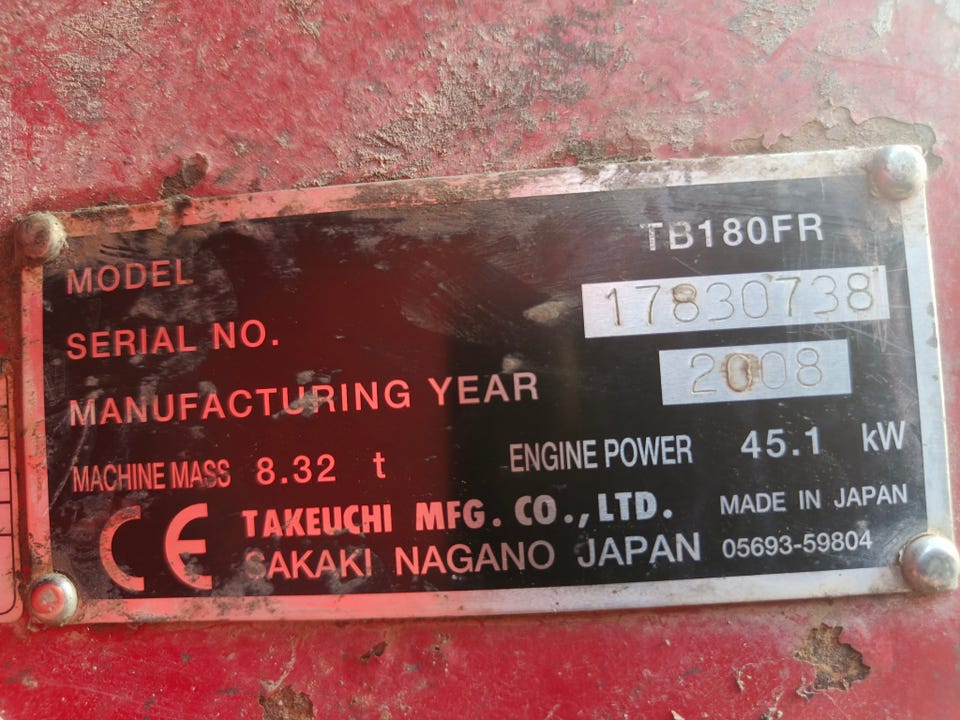 MODEL TB180FR
SERIAL NO. 17830738
MANUFACTURING YEAR 2008
MACHINE MASS 8.32 t ENGINE POWER 45.1 kW
CE TAKEUCHI MFG. CO., LTD. MADE IN JAPAN
SAKAKI NAGANO JAPAN 05693-59804